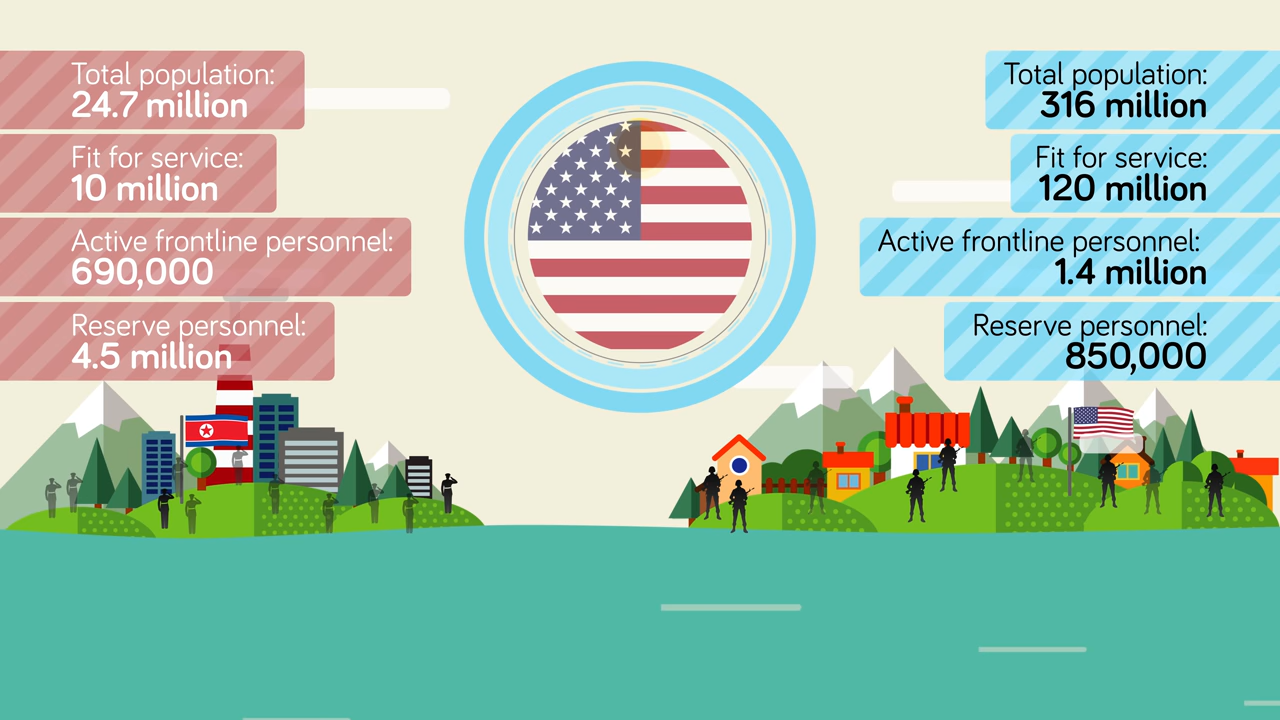 Total population:
24.7 million
Fit for service:
10 million
Active frontline personnel:
690,000
Reserve personnel:
4.5 million
Total population:
316 million
Fit for service:
120 million
Active frontline personnel:
1.4 million
Reserve personnel:
850,000